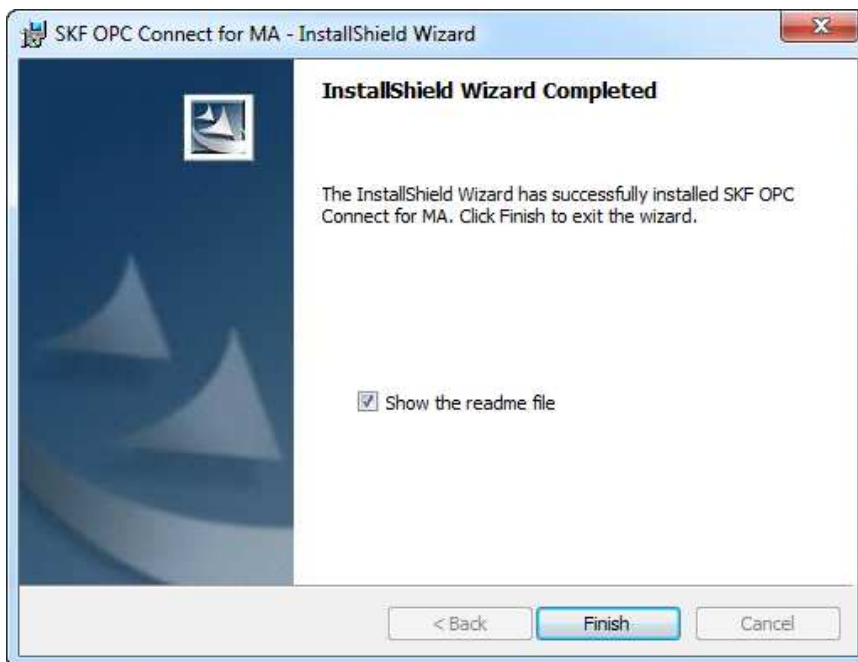 SKF OPC Connect for MA - InstallShield Wizard
InstallShield Wizard Completed
The InstallShield Wizard has successfully installed SKF OPC
Connect for MA. Click Finish to exit the wizard.
Show the readme file
< Back
Finish
Cancel